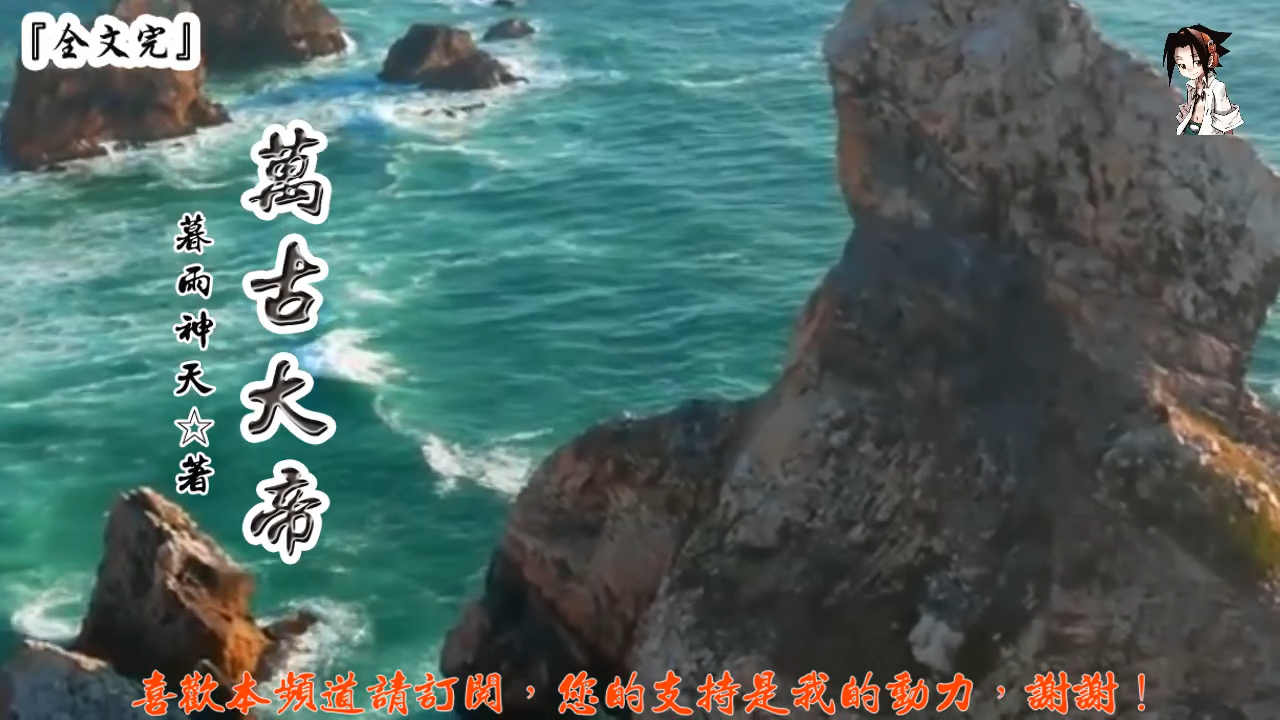 『全文完』
萬古大帝
暮雨神天☆著
喜歡本頻道請訂閱，您的支持是我的動力，謝謝！